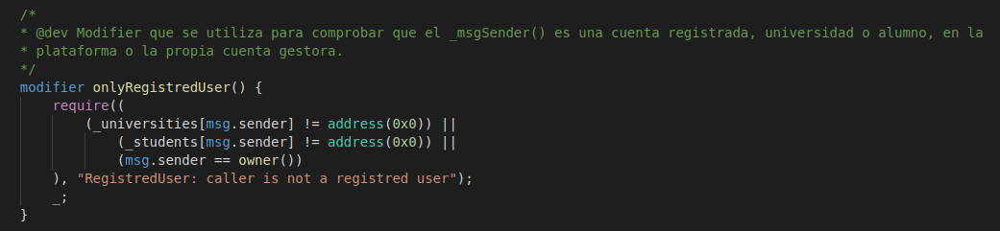 /*
* @dev Modifier que se utiliza para comprobar que el _msgSender() es una cuenta registrada, universidad o alumno, en la
* plataforma o la propia cuenta gestora.
*/
modifier onlyRegistredUser() {
    require((
        (_universities[msg.sender] != address(0x0)) ||
            (_students[msg.sender] != address(0x0)) ||
            (msg.sender == owner())
    ), "RegistredUser: caller is not a registred user");
    _;
}